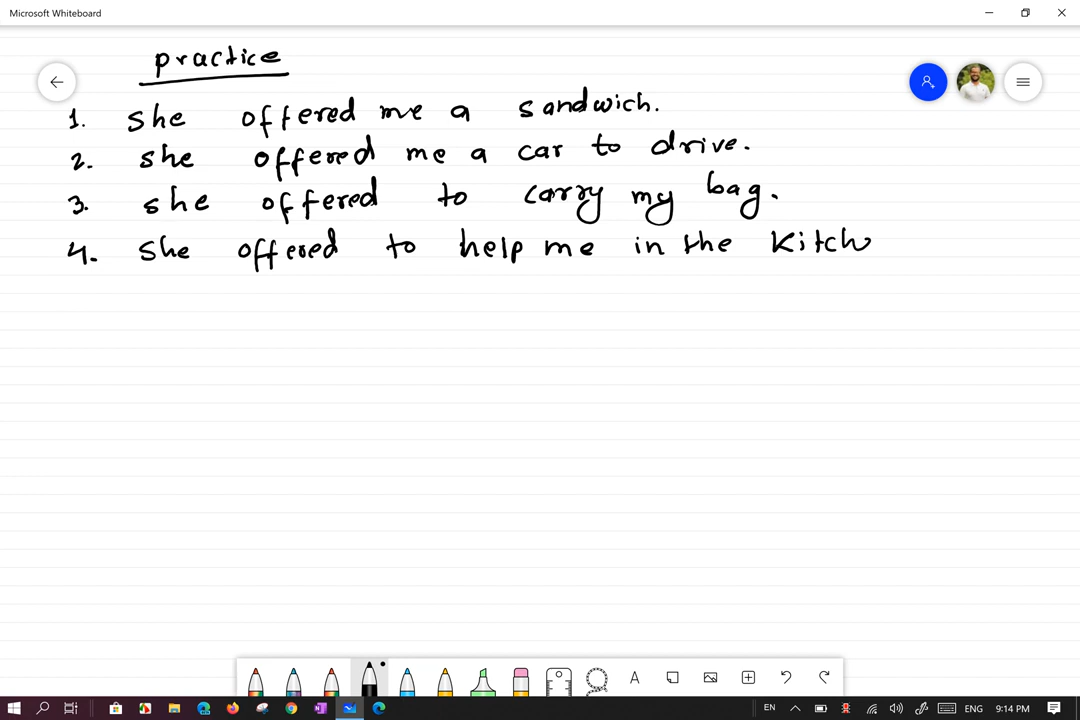 Microsoft Whiteboard
practice
1. she offered me a sandwich.
2. she offered me a car to drive.
3. she offered to carry my bag.
4. She offered to help me in the Kitch
A
EN ENG 9:14 PM